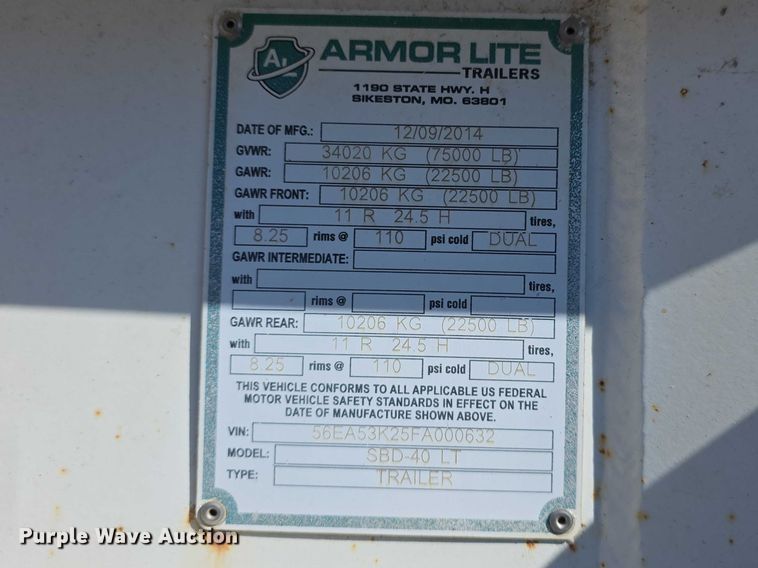 AL
ARMOR LITE
TRAILERS
1190 STATE HWY. H
SIKESTON, MO. 63801
DATE OF MFG.: 12/09/2014
GVWR: 34020 KG (75000 LB)
GAWR: 10206 KG (22500 LB)
GAWR FRONT: 10206 KG (22500 LB)
with 11 R 24.5 H tires,
8.25 rims @ 110 psi cold DUAL
GAWR INTERMEDIATE:
with tires,
rims @ psi cold
GAWR REAR: 10206 KG (22500 LB)
with 11 R 24.5 H tires,
8.25 rims @ 110 psi cold DUAL
THIS VEHICLE CONFORMS TO ALL APPLICABLE US FEDERAL
MOTOR VEHICLE SAFETY STANDARDS IN EFFECT ON THE
DATE OF MANUFACTURE SHOWN ABOVE.
VIN: 56EA53K25FA000632
MODEL: SBD-40 LT
TYPE: TRAILER
Purple Wave Auction